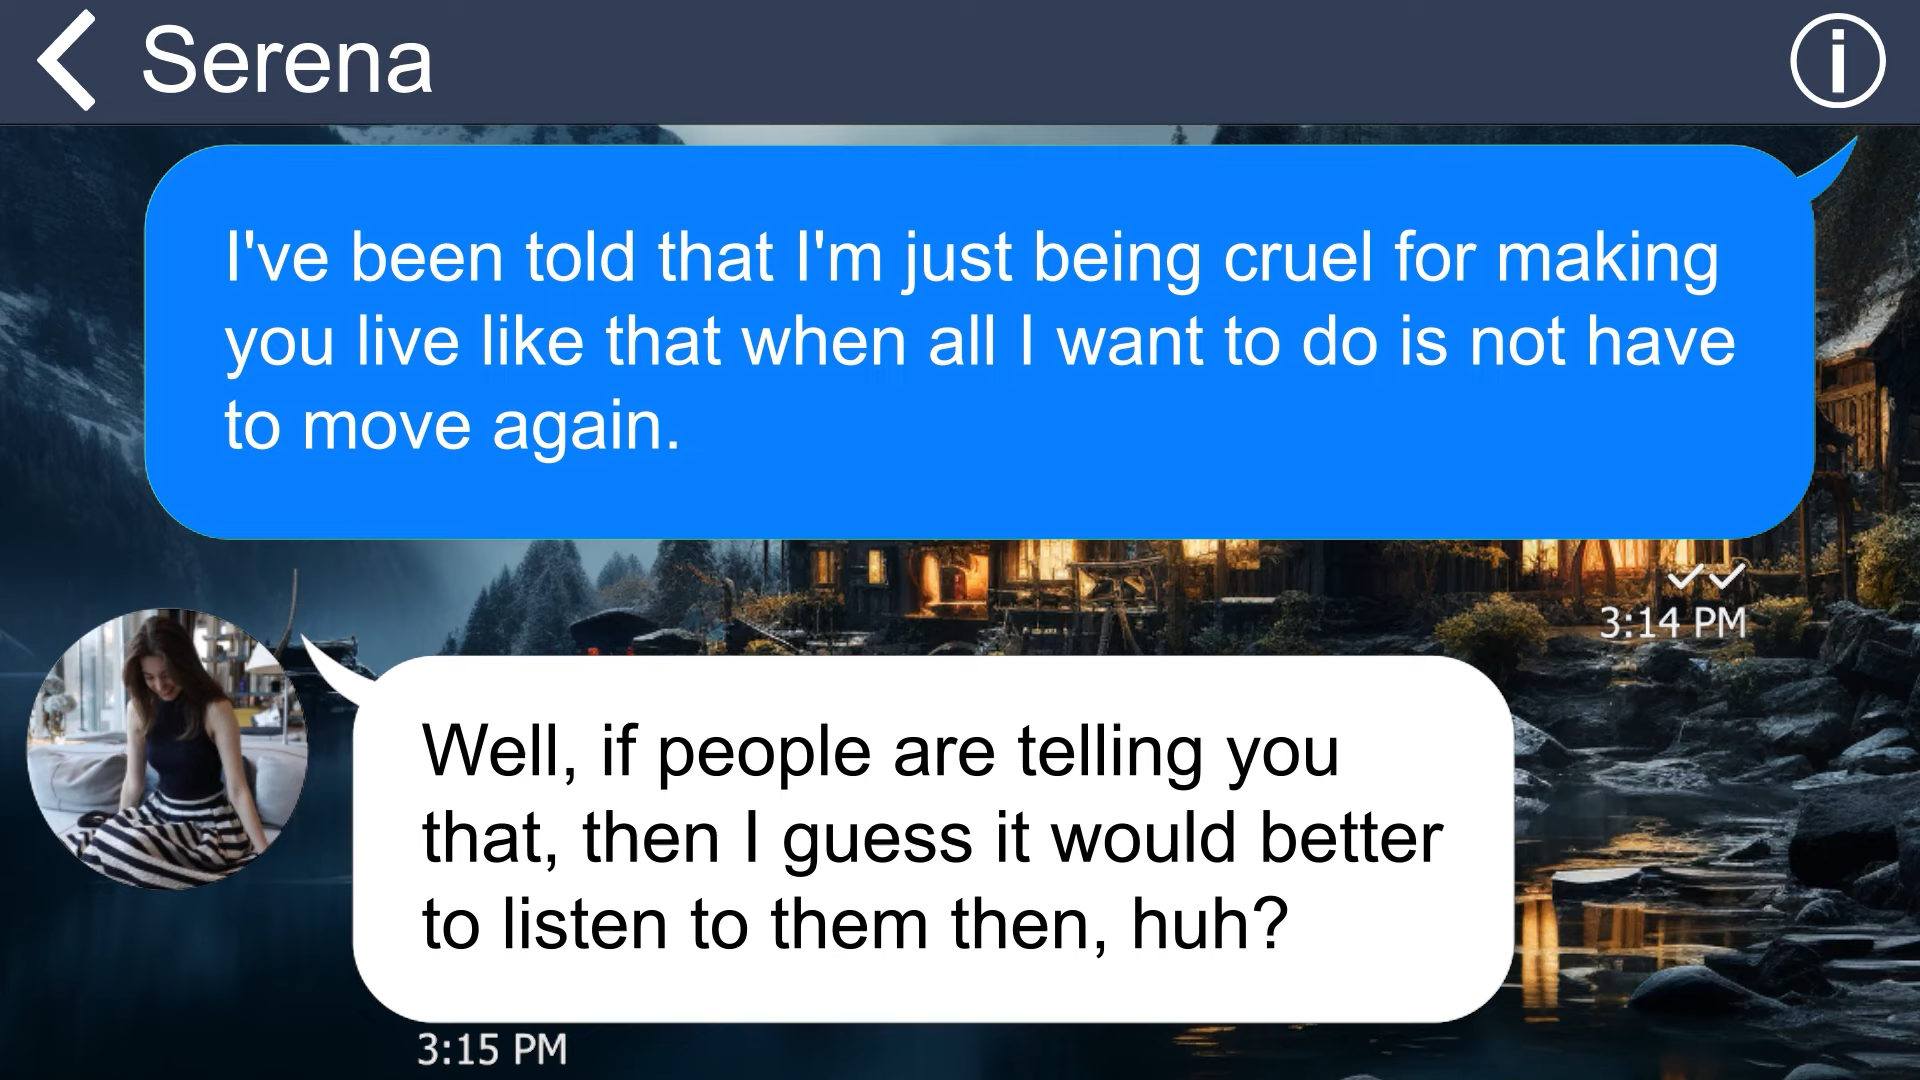 Serena
I've been told that I'm just being cruel for making
you live like that when all I want to do is not have
to move again.
3:14 PM
Well, if people are telling you
that, then I guess it would better
to listen to them then, huh?
3:15 PM